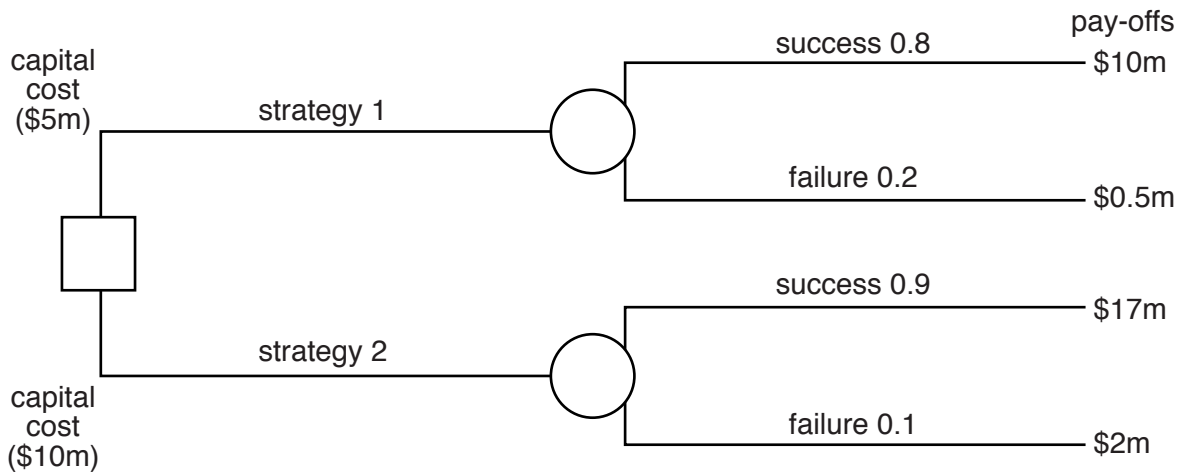 pay-offs
success 0.8
$10m
capital
cost
($5m)
strategy 1
failure 0.2
$0.5m
success 0.9
$17m
strategy 2
capital
cost
($10m)
failure 0.1
$2m